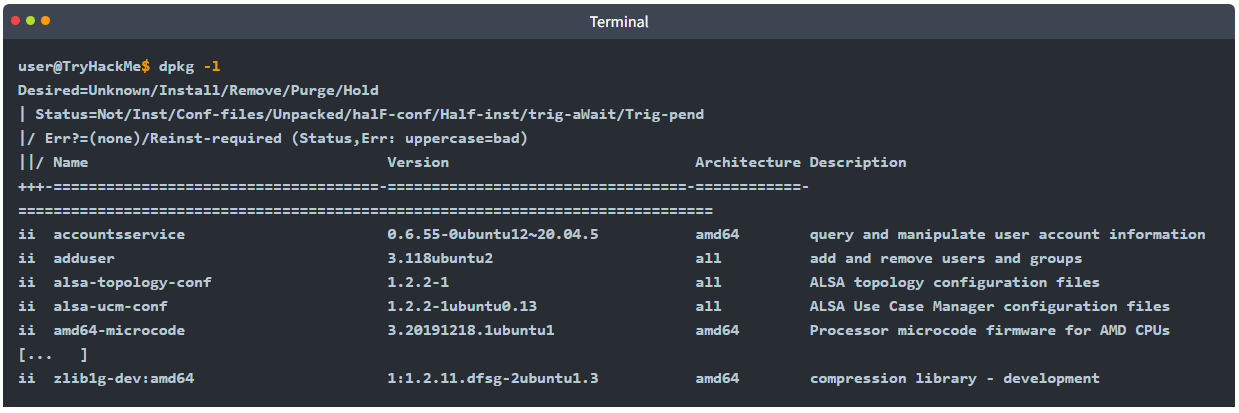 Terminal
user@TryHackMe$ dpkg -l
Desired=Unknown/Install/Remove/Purge/Hold
| Status=Not/Inst/Conf-files/Unpacked/halF-conf/Half-inst/trig-aWait/Trig-pend
|/ Err?=(none)/Reinst-required (Status,Err: uppercase=bad)
||/ Name                                  Version                            Architecture Description
+++-=====================================-==================================-============-
===============================================================================
ii  accountsservice                       0.6.55-0ubuntu12~20.04.5           amd64        query and manipulate user account information
ii  adduser                               3.118ubuntu2                       all          add and remove users and groups
ii  alsa-topology-conf                    1.2.2-1                            all          ALSA topology configuration files
ii  alsa-ucm-conf                         1.2.2-1ubuntu0.13                  all          ALSA Use Case Manager configuration files
ii  amd64-microcode                       3.20191218.1ubuntu1                amd64        Processor microcode firmware for AMD CPUs
[...   ]
ii  zlib1g-dev:amd64                      1:1.2.11.dfsg-2ubuntu1.3           amd64        compression library - development